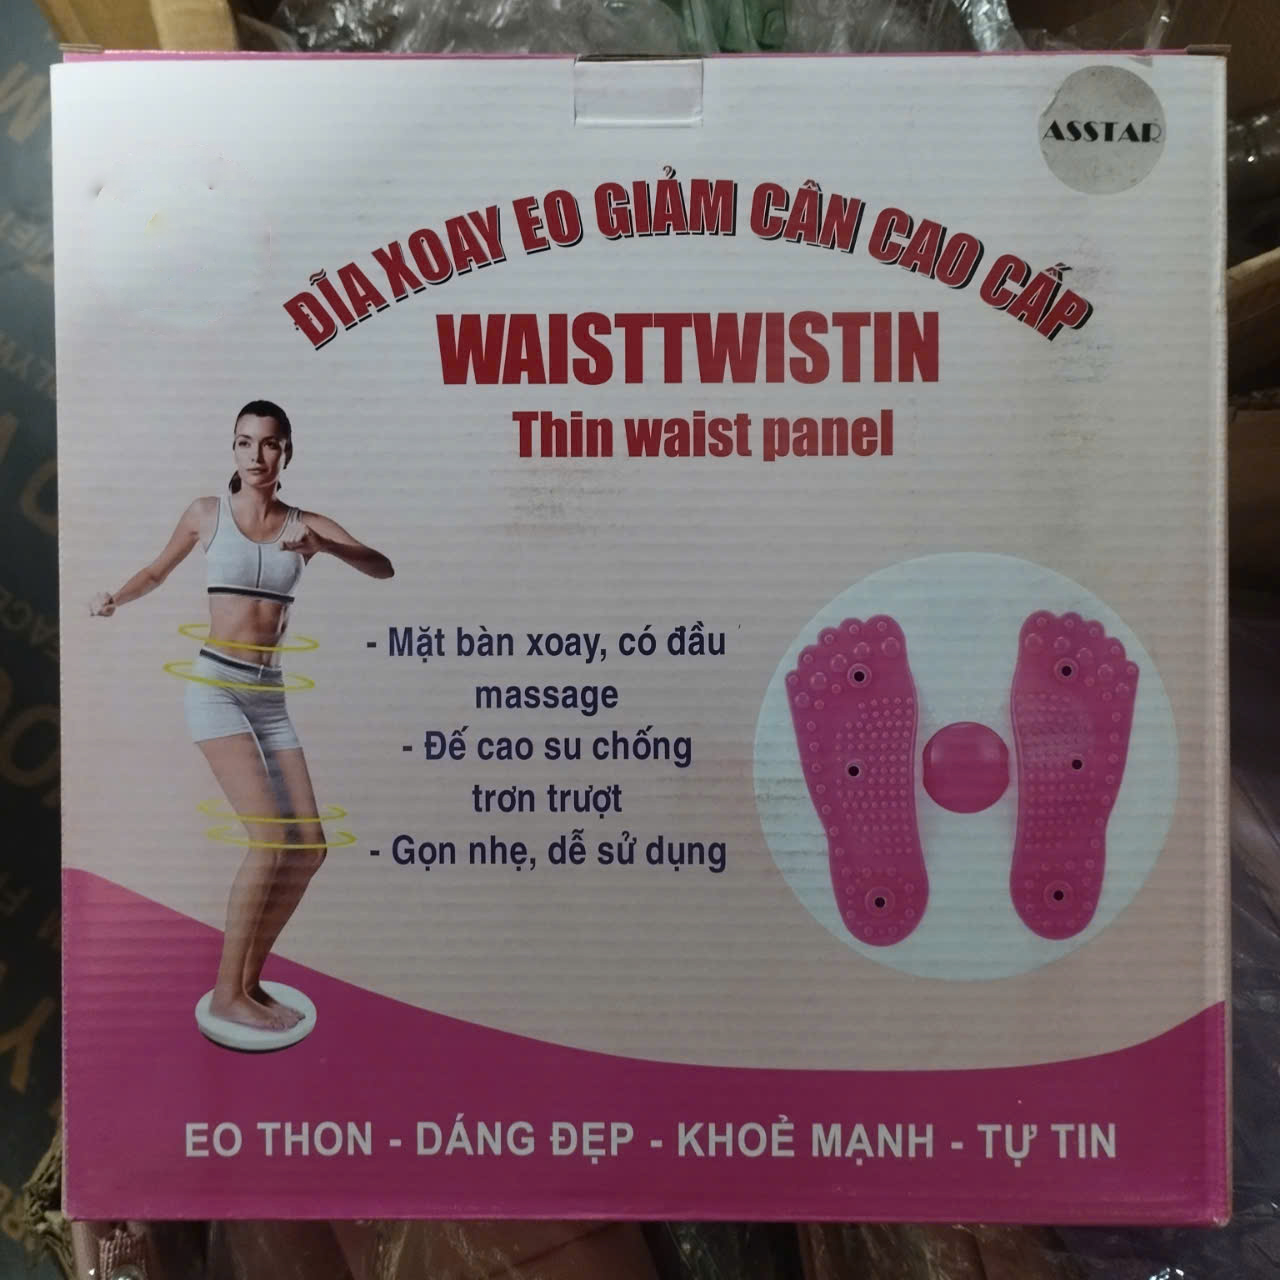 ASSTAR
ĐĨA XOAY EO GIẢM CÂN CAO CẤP
WAISTTWISTIN
Thin waist panel
- Mặt bàn xoay, có đầu
massage
- Đế cao su chống
trơn trượt
- Gọn nhẹ, dễ sử dụng
EO THON - DÁNG ĐẸP - KHOẺ MẠNH - TỰ TIN